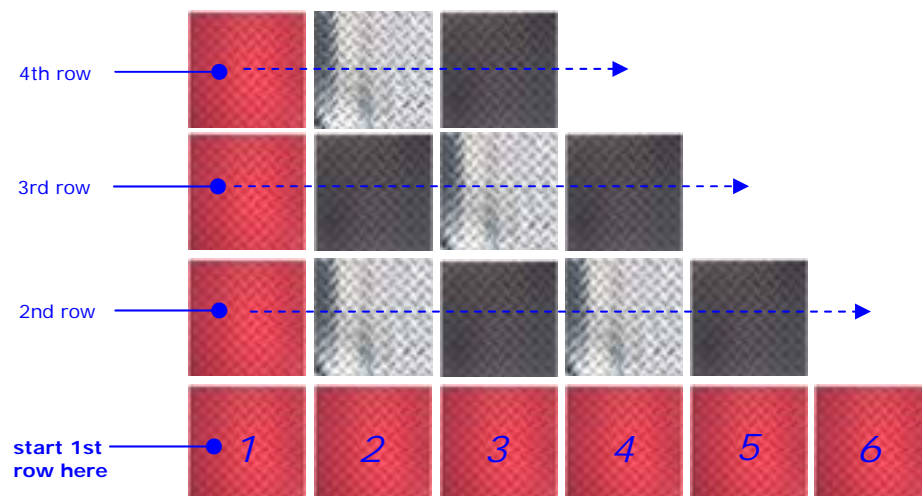 4th row
3rd row
2nd row
start 1st
row here
1 2 3 4 5 6